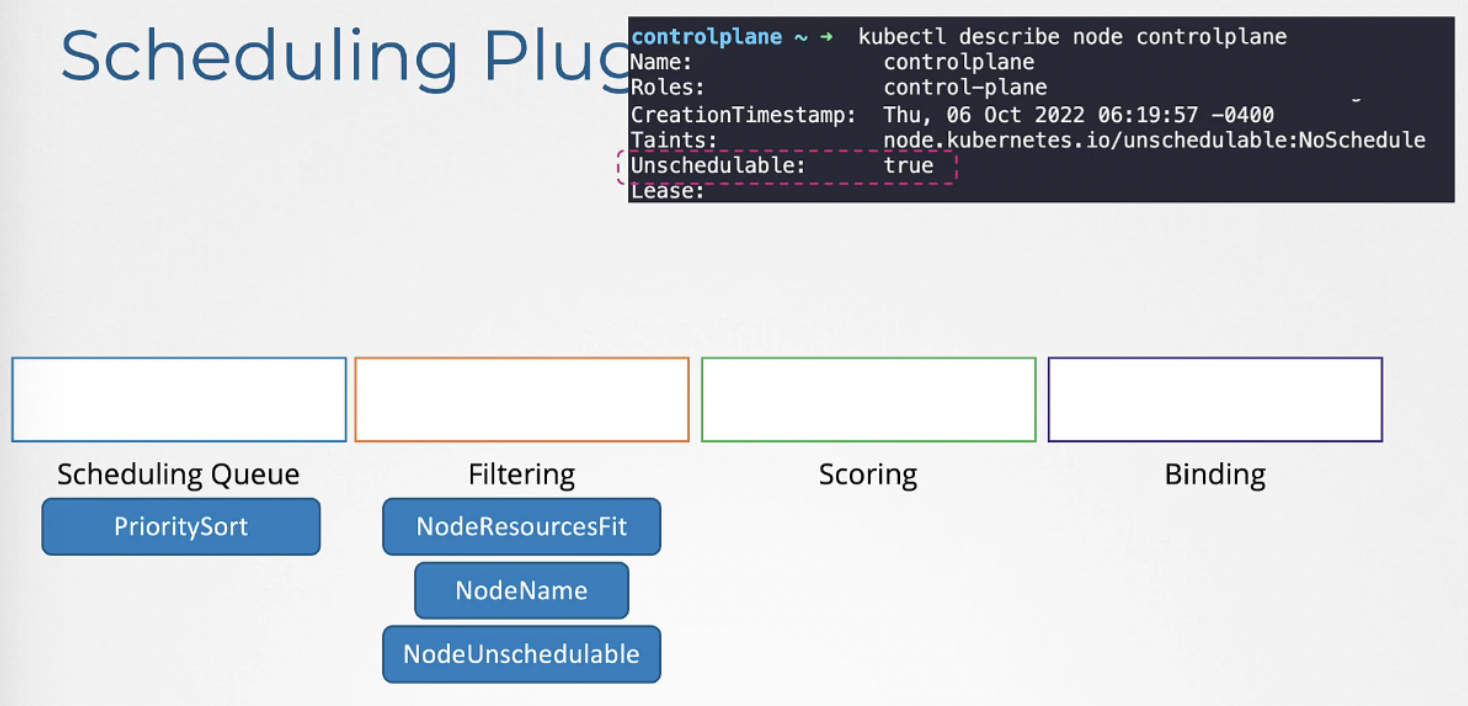 Scheduling Plug
controlplane ~ ➜ kubectl describe node controlplane
Name: controlplane
Roles: control-plane
CreationTimestamp: Thu, 06 Oct 2022 06:19:57 -0400
Taints: node.kubernetes.io/unschedulable:NoSchedule
Unschedulable: true
Lease:
Scheduling Queue
PrioritySort
Filtering
NodeResourcesFit
NodeName
NodeUnschedulable
Scoring
Binding